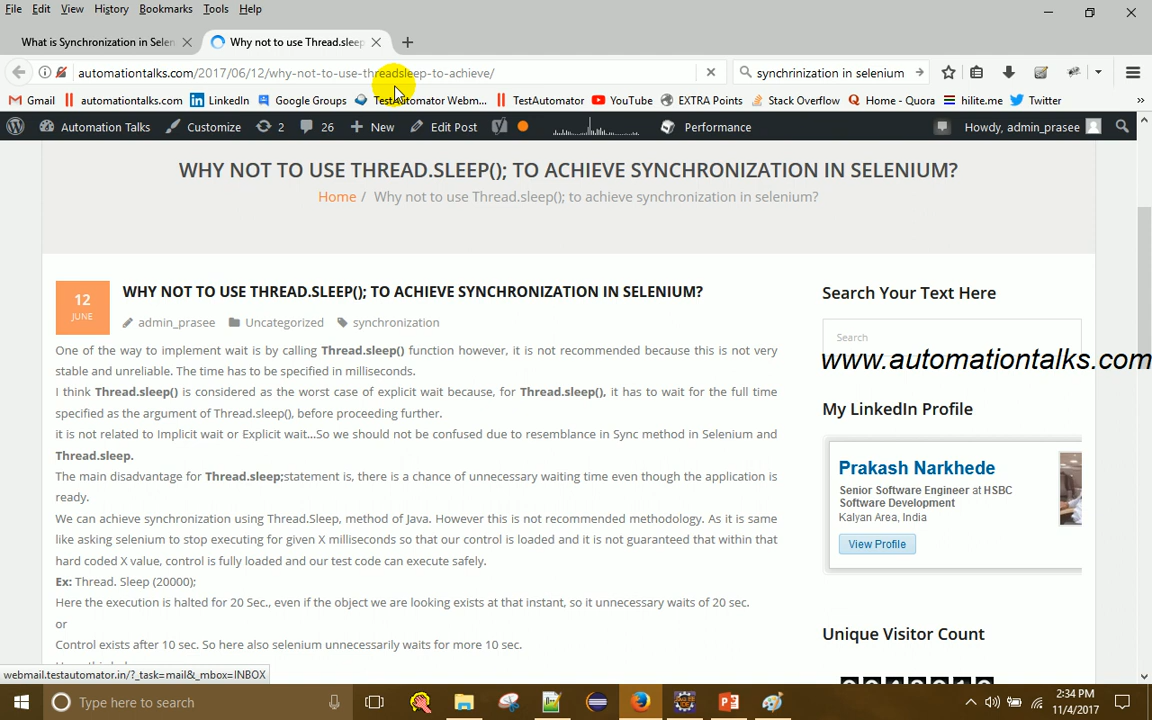 File Edit View History Bookmarks Tools Help
What is Synchronization in Selen
Why not to use Thread.sleep
automationtalks.com/2017/06/12/why-not-to-use-threadsleep-to-achieve/
synchrinization in selenium
Gmail automationtalks.com LinkedIn Google Groups TestAutomator Webm... TestAutomator YouTube EXTRA Points Stack Overflow Home - Quora hilite.me Twitter
Automation Talks Customize 2 26 New Edit Post Performance Howdy, admin_prasee
WHY NOT TO USE THREAD.SLEEP(); TO ACHIEVE SYNCHRONIZATION IN SELENIUM?
Home / Why not to use Thread.sleep(); to achieve synchronization in selenium?
12
JUNE
WHY NOT TO USE THREAD.SLEEP(); TO ACHIEVE SYNCHRONIZATION IN SELENIUM?
admin_prasee Uncategorized synchronization
One of the way to implement wait is by calling Thread.sleep() function however, it is not recommended because this is not very
stable and unreliable. The time has to be specified in milliseconds.
I think Thread.sleep() is considered as the worst case of explicit wait because, for Thread.sleep(), it has to wait for the full time
specified as the argument of Thread.sleep(), before proceeding further.
it is not related to Implicit wait or Explicit wait...So we should not be confused due to resemblance in Sync method in Selenium and
Thread.sleep.
The main disadvantage for Thread.sleep;statement is, there is a chance of unnecessary waiting time even though the application is
ready.
We can achieve synchronization using Thread.Sleep, method of Java. However this is not recommended methodology. As it is same
like asking selenium to stop executing for given X milliseconds so that our control is loaded and it is not guaranteed that within that
hard coded X value, control is fully loaded and our test code can execute safely.
Ex: Thread. Sleep (20000);
Here the execution is halted for 20 Sec., even if the object we are looking exists at that instant, so it unnecessary waits of 20 sec.
or
Control exists after 10 sec. So here also selenium unnecessarily waits for more 10 sec.
Search Your Text Here
Search
www.automationtalks.com
My LinkedIn Profile
Prakash Narkhede
Senior Software Engineer at HSBC
Software Development
Kalyan Area, India
View Profile
Unique Visitor Count
webmail.testautomator.in/?_task=mail&_mbox=INBOX
Type here to search
2:34 PM
11/4/2017